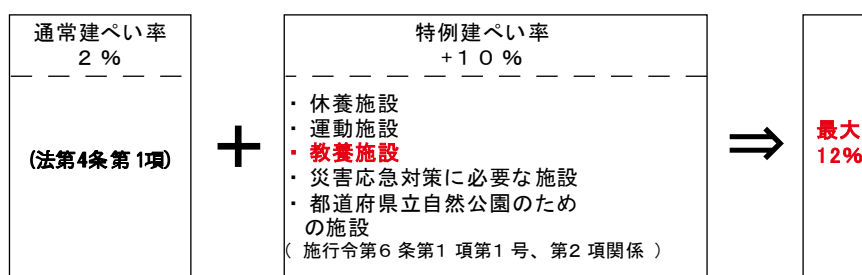 通常建ぺい率
2%
(法第4条第1項)
+
特例建ぺい率
+10%
・休養施設
・運動施設
・教養施設
・災害応急対策に必要な施設
・都道府県立自然公園のため
の施設
(施行令第6条第1項第1号、第2項関係)
⇒
最大
12%